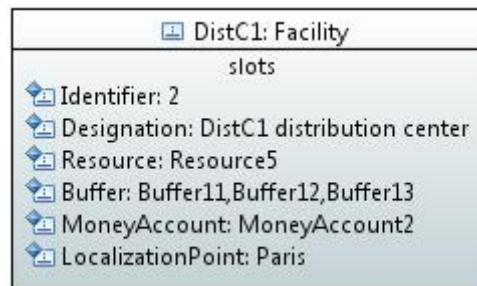 DistC1: Facility
slots
Identifier: 2
Designation: DistC1 distribution center
Resource: Resource5
Buffer: Buffer11,Buffer12,Buffer13
MoneyAccount: MoneyAccount2
LocalizationPoint: Paris